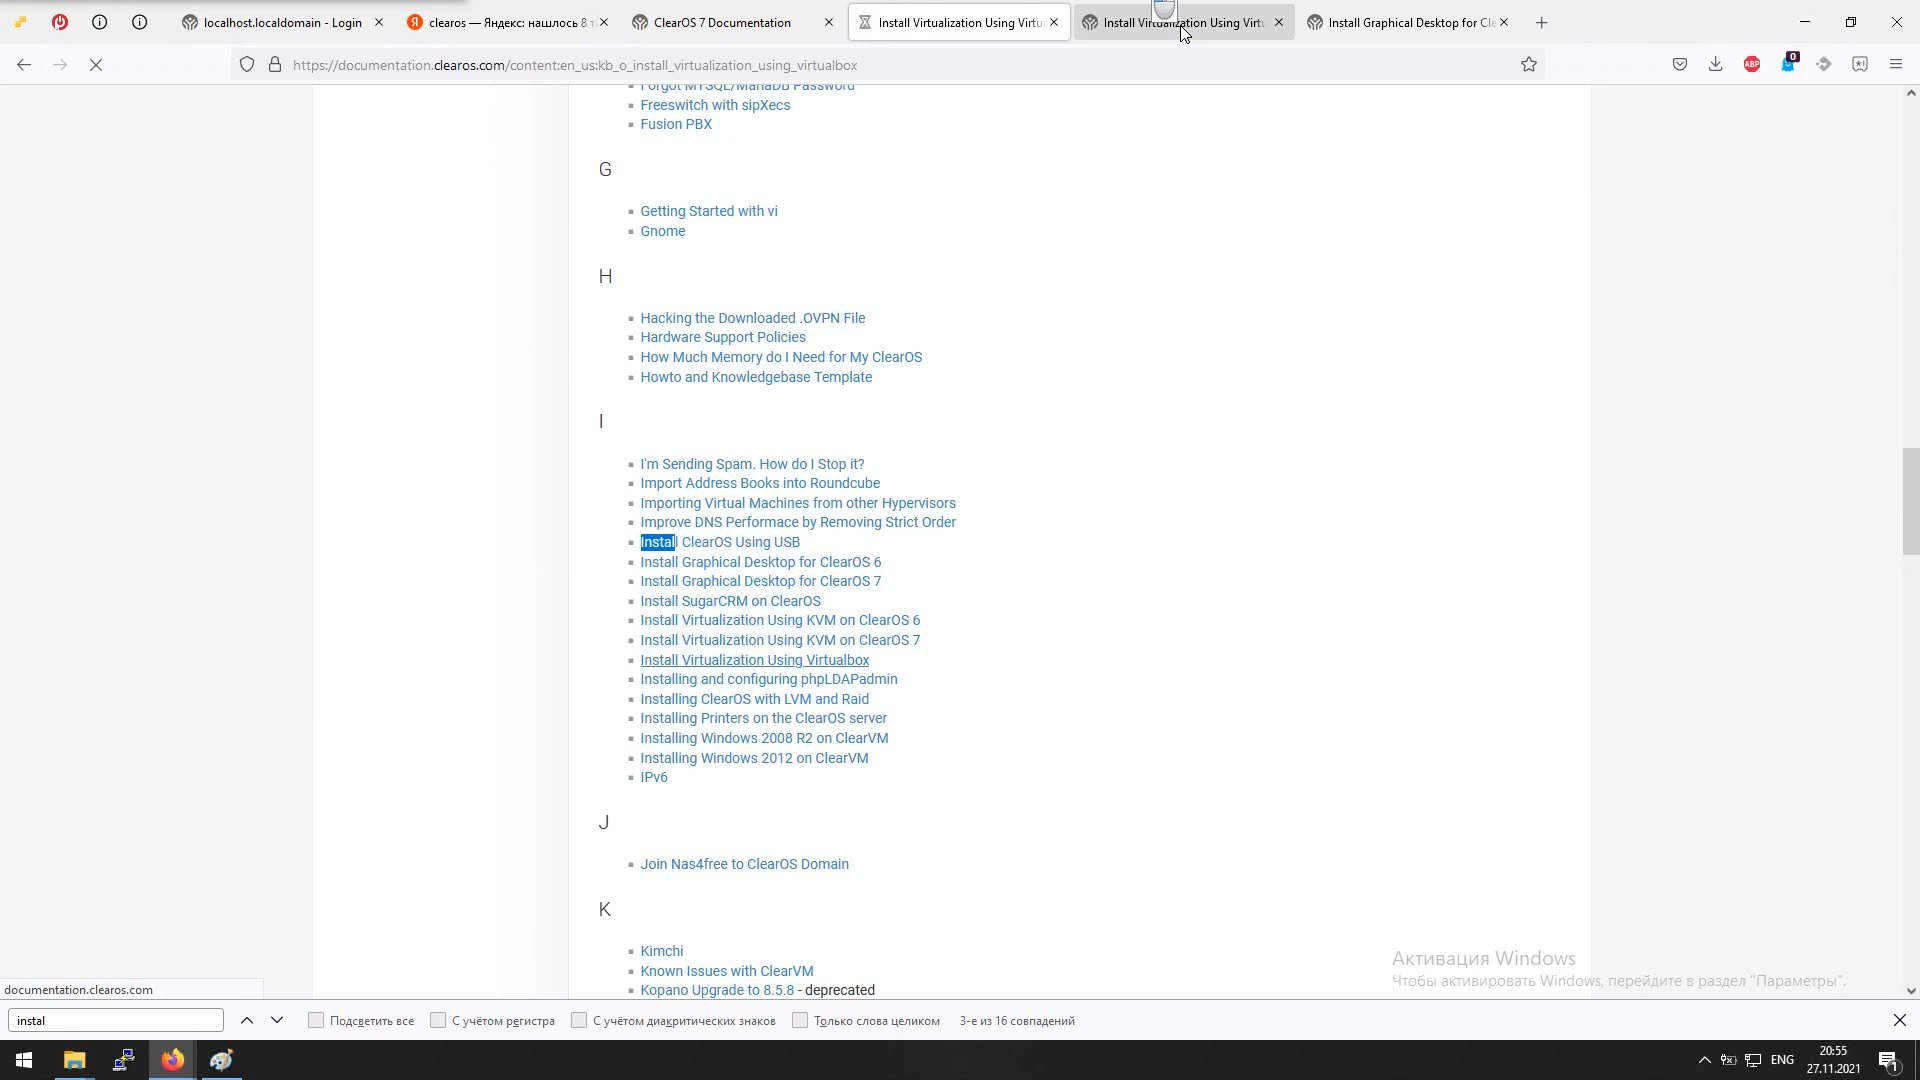 localhost.localdomain - Login
clearos — Яндекс: нашлось 8 т
ClearOS 7 Documentation
Install Virtualization Using Virtua
Install Virtualization Using Virtu
Install Graphical Desktop for Cle
https://documentation.clearos.com/content:en_us:kb_o_install_virtualization_using_virtualbox
ABP
0
Forgot MYSQL/MariaDB Password
Freeswitch with sipXecs
Fusion PBX
G
Getting Started with vi
Gnome
H
Hacking the Downloaded .OVPN File
Hardware Support Policies
How Much Memory do I Need for My ClearOS
Howto and Knowledgebase Template
I
I'm Sending Spam. How do I Stop it?
Import Address Books into Roundcube
Importing Virtual Machines from other Hypervisors
Improve DNS Performace by Removing Strict Order
Install ClearOS Using USB
Install Graphical Desktop for ClearOS 6
Install Graphical Desktop for ClearOS 7
Install SugarCRM on ClearOS
Install Virtualization Using KVM on ClearOS 6
Install Virtualization Using KVM on ClearOS 7
Install Virtualization Using Virtualbox
Installing and configuring phpLDAPadmin
Installing ClearOS with LVM and Raid
Installing Printers on the ClearOS server
Installing Windows 2008 R2 on ClearVM
Installing Windows 2012 on ClearVM
IPv6
J
Join Nas4free to ClearOS Domain
K
Kimchi
Known Issues with ClearVM
Kopano Upgrade to 8.5.8 - deprecated
Активация Windows
Чтобы активировать Windows, перейдите в раздел "Параметры".
documentation.clearos.com
instal
Подсветить все
С учётом регистра
С учётом диакритических знаков
Только слова целиком
3-е из 16 совпадений
ENG
20:55
27.11.2021
1